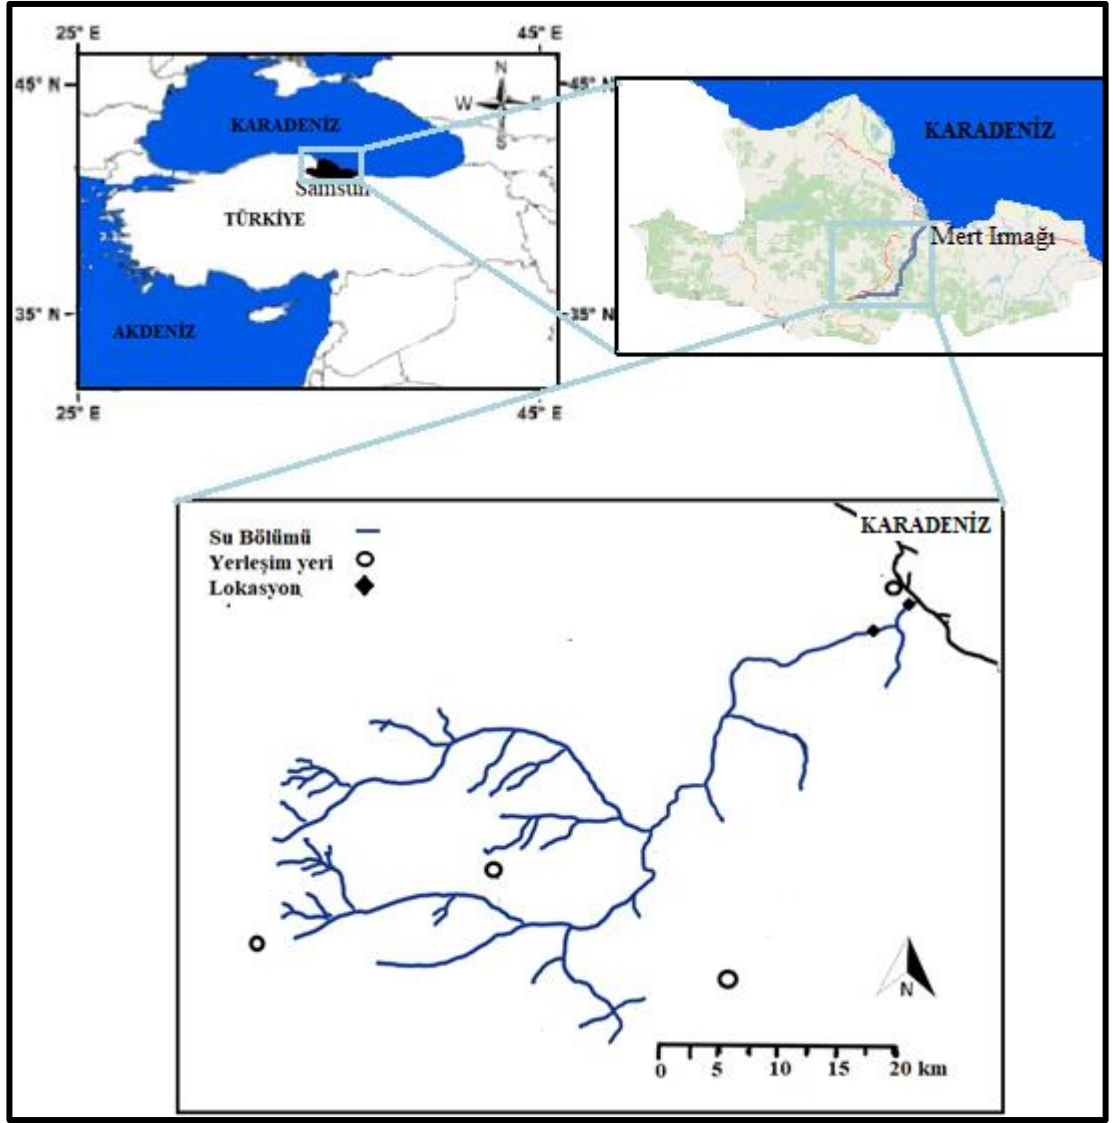 25° E
45° E
45° N
45° N
N
W
E
S
KARADENİZ
Samsun
TÜRKİYE
35° N
35° N
AKDENİZ
25° E
45° E
KARADENİZ
Mert Irmağı
KARADENİZ
Su Bölümü
Yerleşim yeri
Lokasyon
N
0 5 10 15 20 km